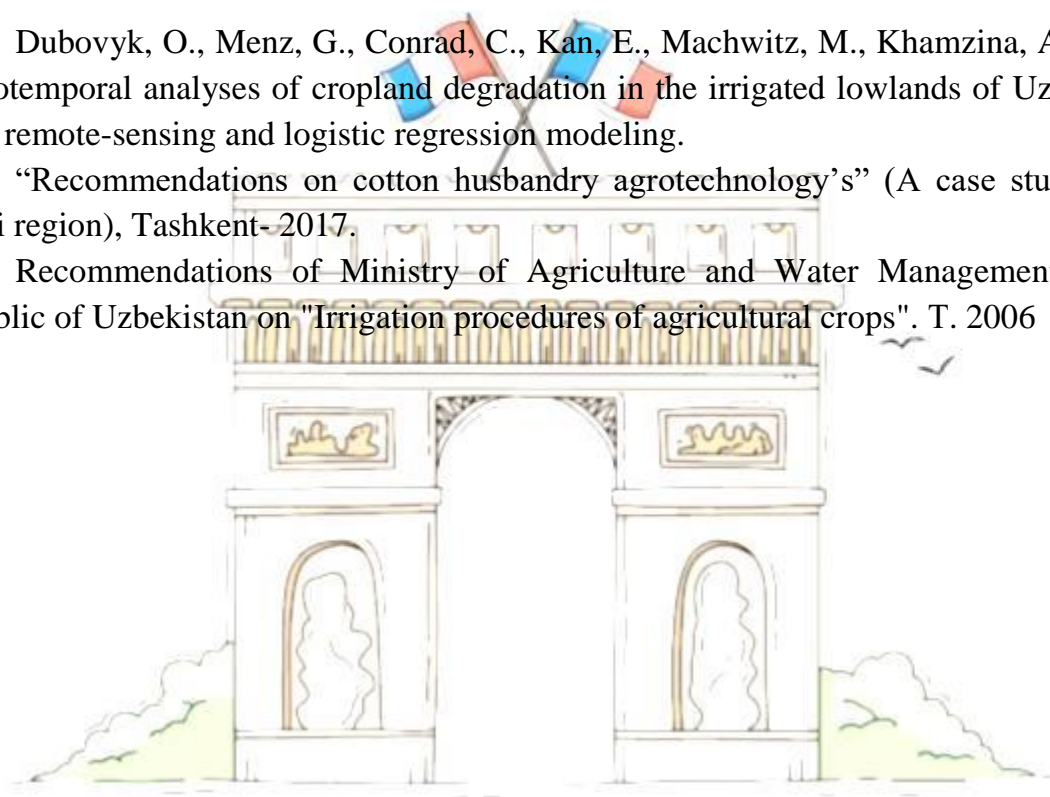 Dubovyk, O., Menz, G., Conrad, C., Kan, E., Machwitz, M., Khamzina, A
otemporal analyses of cropland degradation in the irrigated lowlands of Uz
remote-sensing and logistic regression modeling.
“Recommendations on cotton husbandry agrotechnology’s” (A case stu
i region), Tashkent- 2017.
Recommendations of Ministry of Agriculture and Water Managemen
blic of Uzbekistan on "Irrigation procedures of agricultural crops". T. 2006